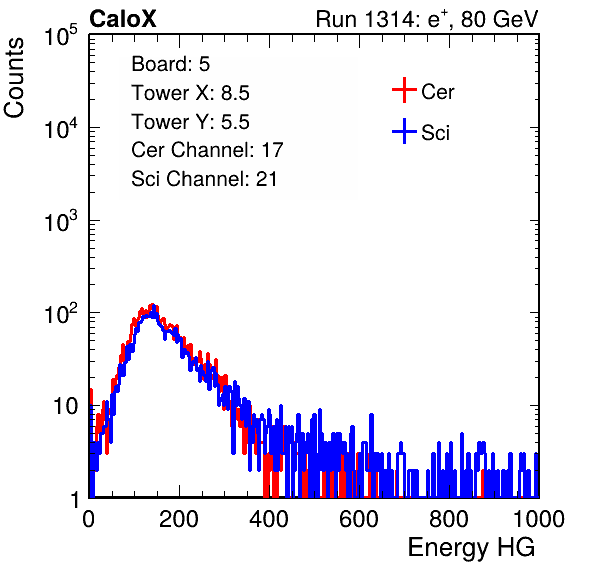 CaloX Run 1314: e⁺, 80 GeV
Counts
Board: 5
Tower X: 8.5
Tower Y: 5.5
Cer Channel: 17
Sci Channel: 21
Cer
Sci
10⁵
10⁴
10³
10²
10
1
0 200 400 600 800 1000
Energy HG